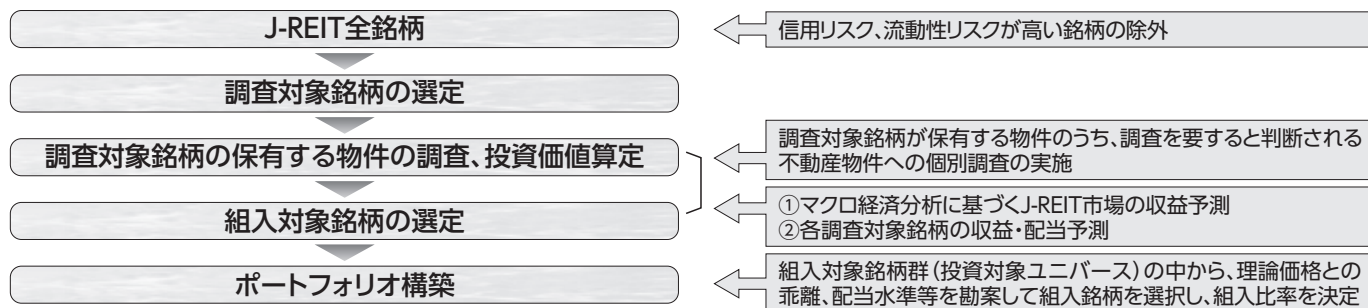 J-REIT全銘柄
信用リスク、流動性リスクが高い銘柄の除外
調査対象銘柄の選定
調査対象銘柄の保有する物件の調査、投資価値算定
調査対象銘柄が保有する物件のうち、調査を要すると判断される
不動産物件への個別調査の実施
組入対象銘柄の選定
①マクロ経済分析に基づくJ-REIT市場の収益予測
②各調査対象銘柄の収益・配当予測
ポートフォリオ構築
組入対象銘柄群(投資対象ユニバース)の中から、理論価格との
乖離、配当水準等を勘案して組入銘柄を選択し、組入比率を決定